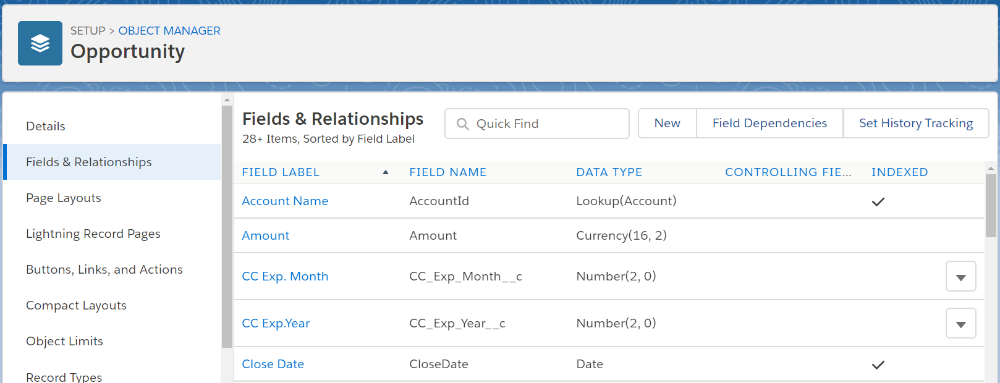 SETUP > OBJECT MANAGER
Opportunity
Details
Fields & Relationships
Page Layouts
Lightning Record Pages
Buttons, Links, and Actions
Compact Layouts
Object Limits
Record Types
Fields & Relationships
28+ Items, Sorted by Field Label
Quick Find
New
Field Dependencies
Set History Tracking
FIELD LABEL FIELD NAME DATA TYPE CONTROLLING FIE... INDEXED
Account Name AccountId Lookup(Account)
Amount Amount Currency(16, 2)
CC Exp. Month CC_Exp_Month__c Number(2, 0)
CC Exp.Year CC_Exp_Year__c Number(2, 0)
Close Date CloseDate Date